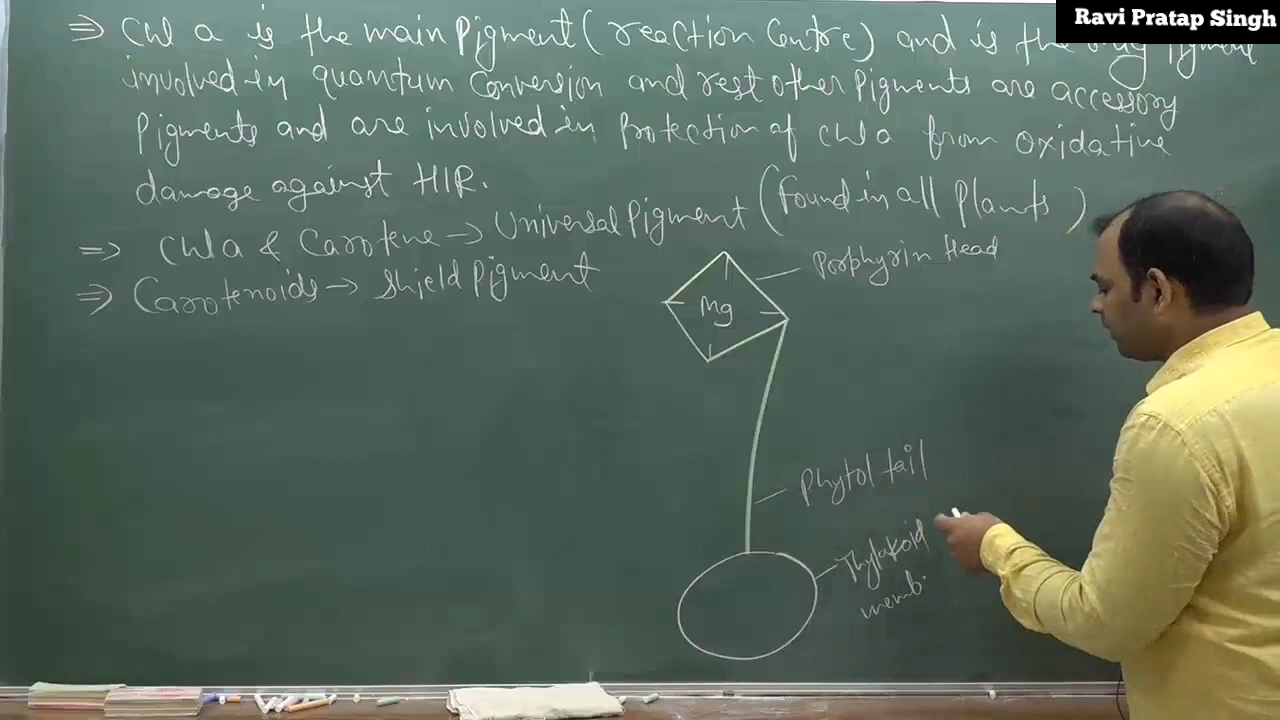 Ravi Pratap Singh
⇒ Chl a is the main Pigment (reaction Centre) and is the only Pigment
involved in quantum Conversion and rest other Pigments are accessory
Pigments and are involved in Protection of Chl a from oxidative
damage against HIR.
⇒ Chl a & Carotene → Universal Pigment (found in all Plants)
⇒ Carotenoids → Shield Pigment
Porphyrin Head
Mg
Phytol tail
Thylakoid
memb.